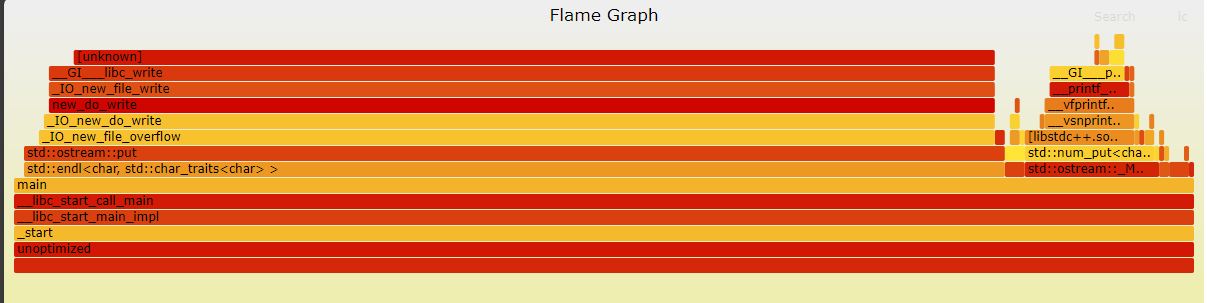 Flame Graph
Search ic
[unknown]
__GI___libc_write __GI___p..
_IO_new_file_write __printf_..
new_do_write __vfprintf..
_IO_new_do_write __vsnprint..
_IO_new_file_overflow [libstdc++.so..
std::ostream::put std::num_put<cha..
std::endl<char, std::char_traits<char> > std::ostream::_M..
main
__libc_start_call_main
__libc_start_main_impl
_start
unoptimized